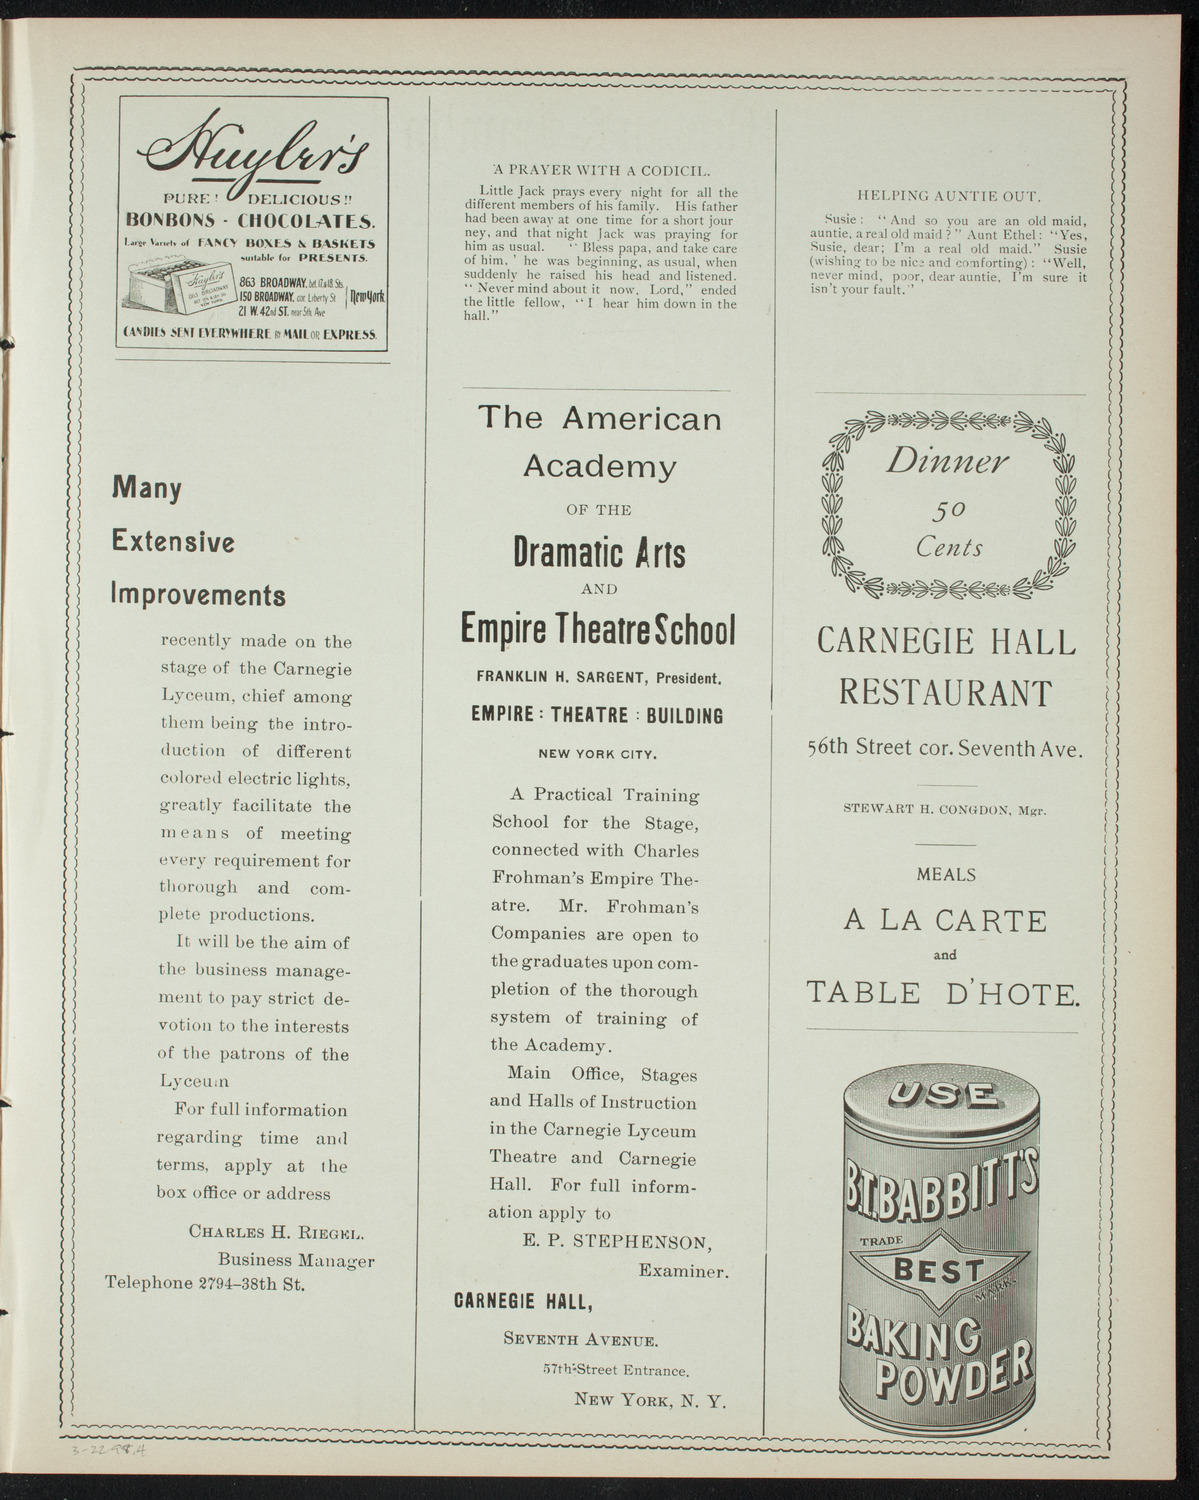 Huyler's
PURE! DELICIOUS!!
BONBONS - CHOCOLATES.
Large Variety of FANCY BOXES & BASKETS
suitable for PRESENTS.
Huyler's
863 BROADWAY
863 BROADWAY, bet. 17 & 18. Sts.
150 BROADWAY, cor. Liberty St
21 W. 42nd ST. near 5th Ave
New York
CANDIES SENT EVERYWHERE BY MAIL OR EXPRESS.
Many
Extensive
Improvements
recently made on the
stage of the Carnegie
Lyceum, chief among
them being the intro-
duction of different
colored electric lights,
greatly facilitate the
means of meeting
every requirement for
thorough and com-
plete productions.
It will be the aim of
the business manage-
ment to pay strict de-
votion to the interests
of the patrons of the
Lyceum
For full information
regarding time and
terms, apply at the
box office or address
CHARLES H. RIEGEL,
Business Manager
Telephone 2794-38th St.
A PRAYER WITH A CODICIL.
Little Jack prays every night for all the
different members of his family. His father
had been away at one time for a short jour
ney, and that night Jack was praying for
him as usual. "Bless papa, and take care
of him,' he was beginning, as usual, when
suddenly he raised his head and listened.
"Never mind about it now, Lord," ended
the little fellow, "I hear him down in the
hall."
The American
Academy
OF THE
Dramatic Arts
AND
Empire Theatre School
FRANKLIN H. SARGENT, President.
EMPIRE : THEATRE : BUILDING
NEW YORK CITY.
A Practical Training
School for the Stage,
connected with Charles
Frohman's Empire The-
atre. Mr. Frohman's
Companies are open to
the graduates upon com-
pletion of the thorough
system of training of
the Academy.
Main Office, Stages
and Halls of Instruction
in the Carnegie Lyceum
Theatre and Carnegie
Hall. For full inform-
ation apply to
E. P. STEPHENSON,
Examiner.
CARNEGIE HALL,
SEVENTH AVENUE.
57th-Street Entrance.
NEW YORK, N. Y.
HELPING AUNTIE OUT.
Susie: "And so you are an old maid,
auntie, a real old maid?" Aunt Ethel: "Yes,
Susie, dear; I'm a real old maid." Susie
(wishing to be nice and comforting): "Well,
never mind, poor, dear auntie, I'm sure it
isn't your fault."
Dinner
50
Cents
CARNEGIE HALL
RESTAURANT
56th Street cor. Seventh Ave.
STEWART H. CONGDON, Mgr.
MEALS
A LA CARTE
and
TABLE D'HOTE.
USE
B.T. BABBITT'S
TRADE
BEST
MARK.
BAKING
POWDER
3-22-98,4